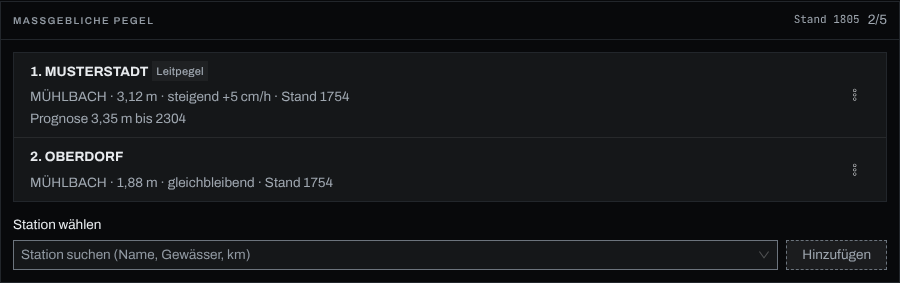 MASSGEBLICHE PEGEL
Stand 1805 2/5
1. MUSTERSTADT Leitpegel
MÜHLBACH · 3,12 m · steigend +5 cm/h · Stand 1754
Prognose 3,35 m bis 2304
2. OBERDORF
MÜHLBACH · 1,88 m · gleichbleibend · Stand 1754
Station wählen
Station suchen (Name, Gewässer, km)
Hinzufügen